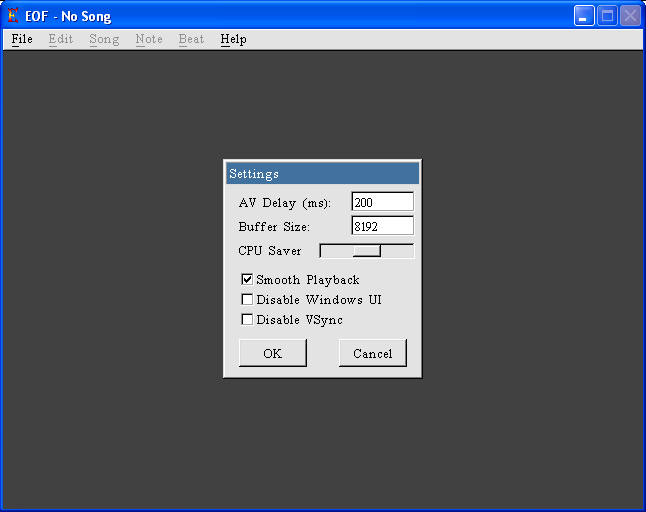 EOF - No Song
File Edit Song Note Beat Help
Settings
AV Delay (ms): 200
Buffer Size: 8192
CPU Saver
Smooth Playback
Disable Windows UI
Disable VSync
OK Cancel